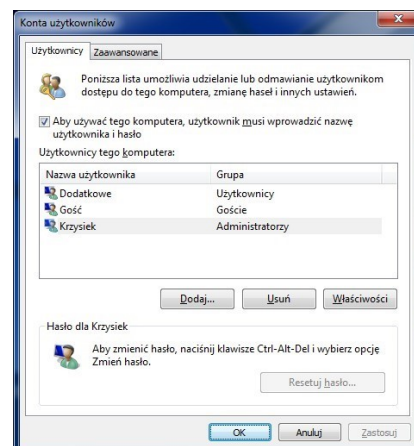 Konta użytkowników
Użytkownicy Zaawansowane
Poniższa lista umożliwia udzielanie lub odmawianie użytkownikom
dostępu do tego komputera, zmianę haseł i innych ustawień.
Aby używać tego komputera, użytkownik musi wprowadzić nazwę
użytkownika i hasło
Użytkownicy tego komputera:
Nazwa użytkownika Grupa
Dodatkowe Użytkownicy
Gość Goście
Krzysiek Administratorzy
Dodaj... Usuń Właściwości
Hasło dla Krzysiek
Aby zmienić hasło, naciśnij klawisze Ctrl-Alt-Del i wybierz opcję
Zmień hasło.
Resetuj hasło...
OK Anuluj Zastosuj